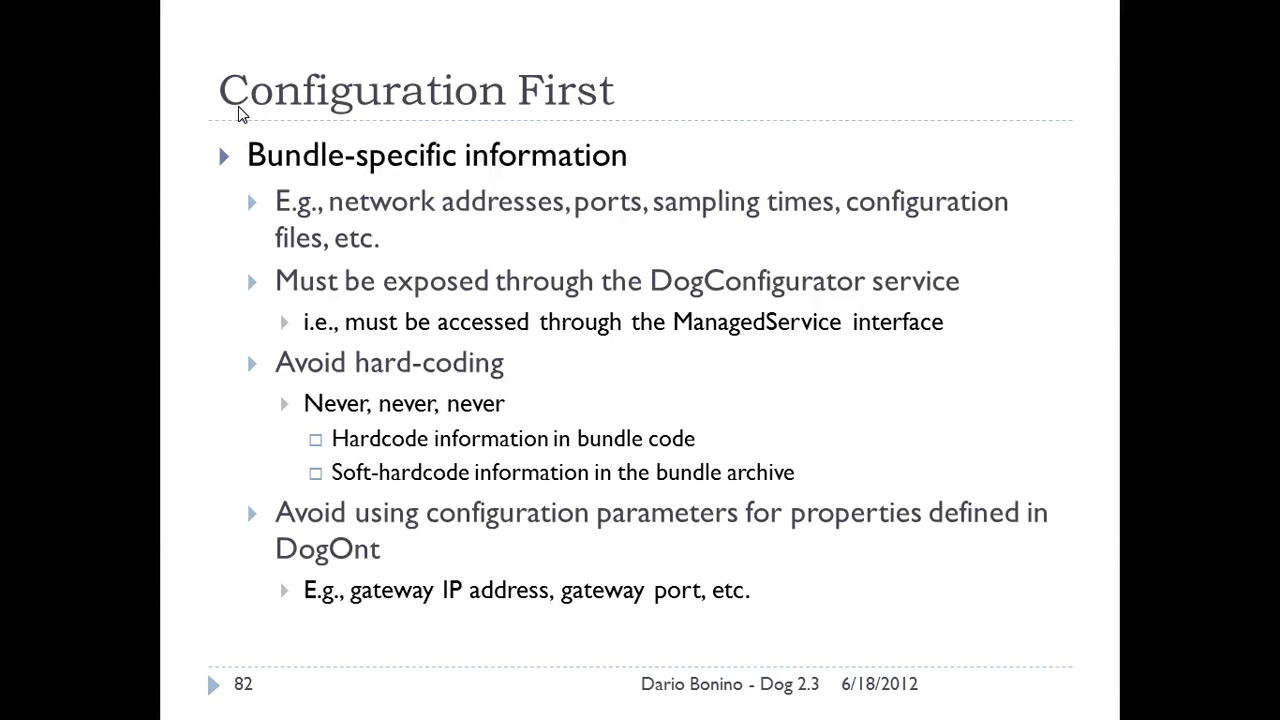 Configuration First
Bundle-specific information
E.g., network addresses, ports, sampling times, configuration
files, etc.
Must be exposed through the DogConfigurator service
i.e., must be accessed through the ManagedService interface
Avoid hard-coding
Never, never, never
Hardcode information in bundle code
Soft-hardcode information in the bundle archive
Avoid using configuration parameters for properties defined in
DogOnt
E.g., gateway IP address, gateway port, etc.
82 Dario Bonino - Dog 2.3 6/18/2012